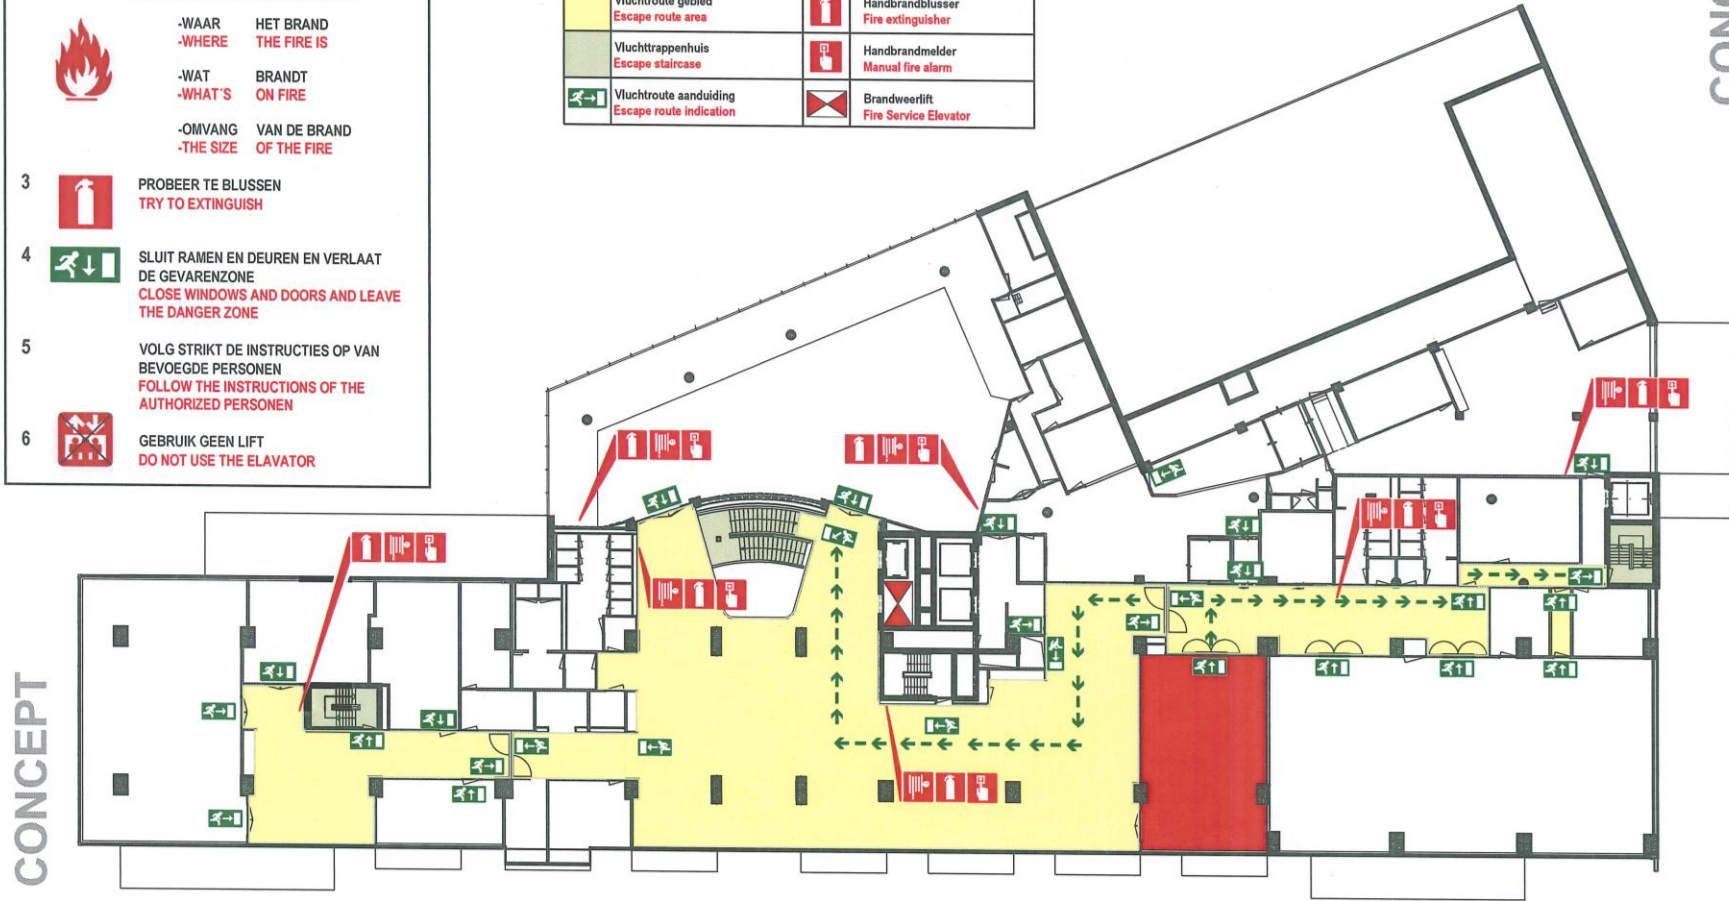 -WAAR HET BRAND
-WHERE THE FIRE IS
-WAT BRANDT
-WHAT'S ON FIRE
-OMVANG VAN DE BRAND
-THE SIZE OF THE FIRE
3
PROBEER TE BLUSSEN
TRY TO EXTINGUISH
4
SLUIT RAMEN EN DEUREN EN VERLAAT
DE GEVARENZONE
CLOSE WINDOWS AND DOORS AND LEAVE
THE DANGER ZONE
5
VOLG STRIKT DE INSTRUCTIES OP VAN
BEVOEGDE PERSONEN
FOLLOW THE INSTRUCTIONS OF THE
AUTHORIZED PERSONEN
6
GEBRUIK GEEN LIFT
DO NOT USE THE ELAVATOR
Vluchtroute gebied
Escape route area
Handbrandblusser
Fire extinguisher
Vluchttrappenhuis
Escape staircase
Handbrandmelder
Manual fire alarm
Vluchtroute aanduiding
Escape route indication
Brandweerlift
Fire Service Elevator
CONCEPT